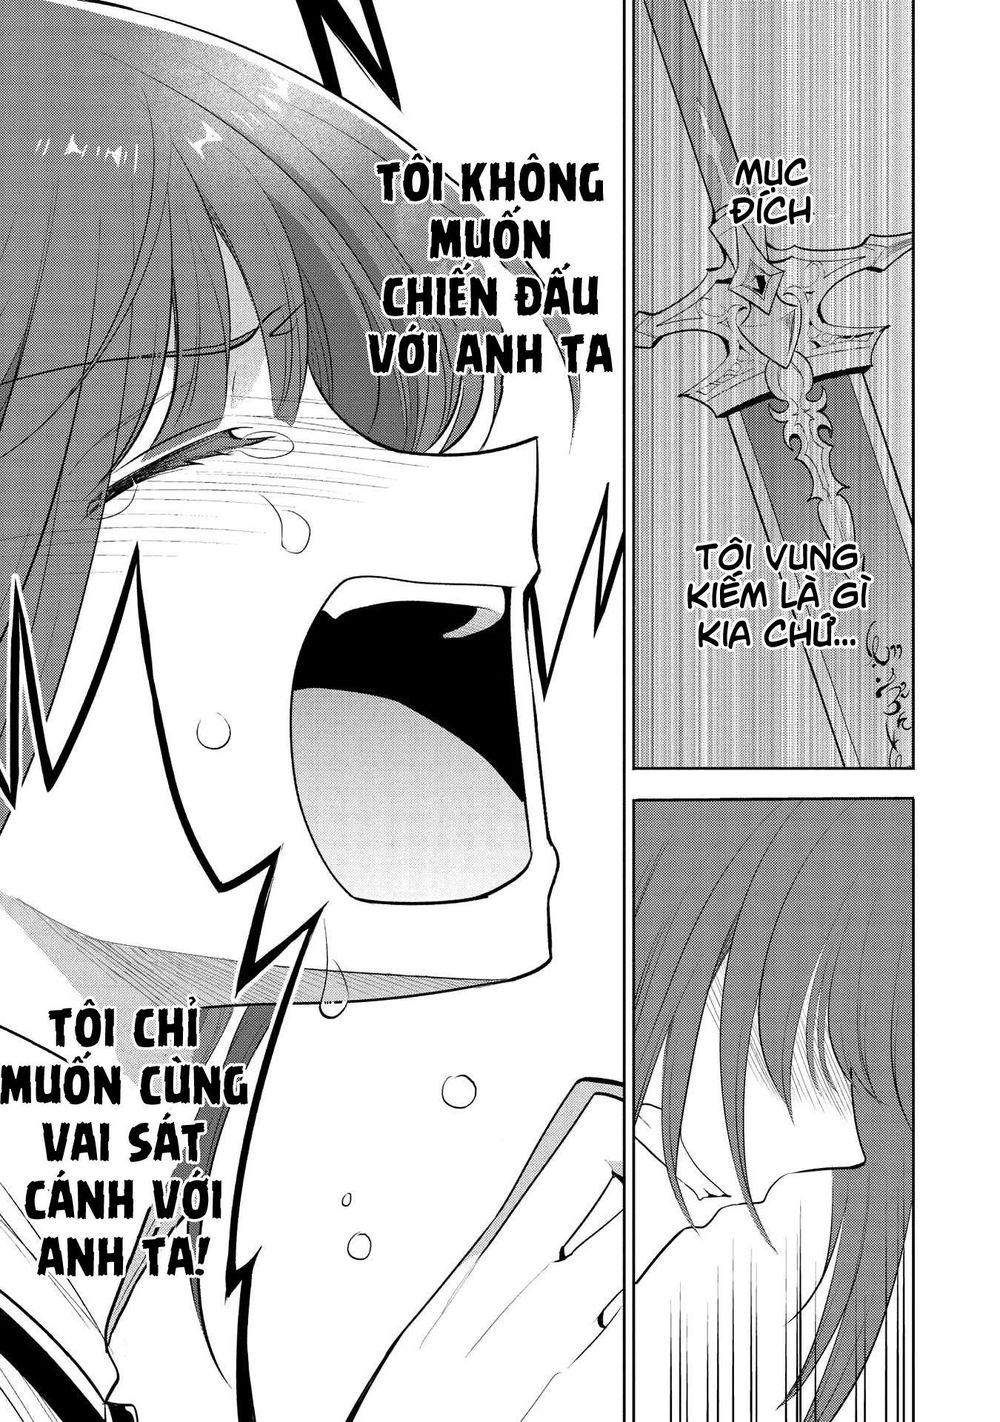 MỤC
ĐÍCH
TÔI VUNG
KIẾM LÀ GÌ
KIA CHỨ...
TÔI KHÔNG
MUỐN
CHIẾN ĐẤU
VỚI ANH TA
TÔI CHỈ
MUỐN CÙNG
VAI SÁT
CÁNH VỚI
ANH TA!